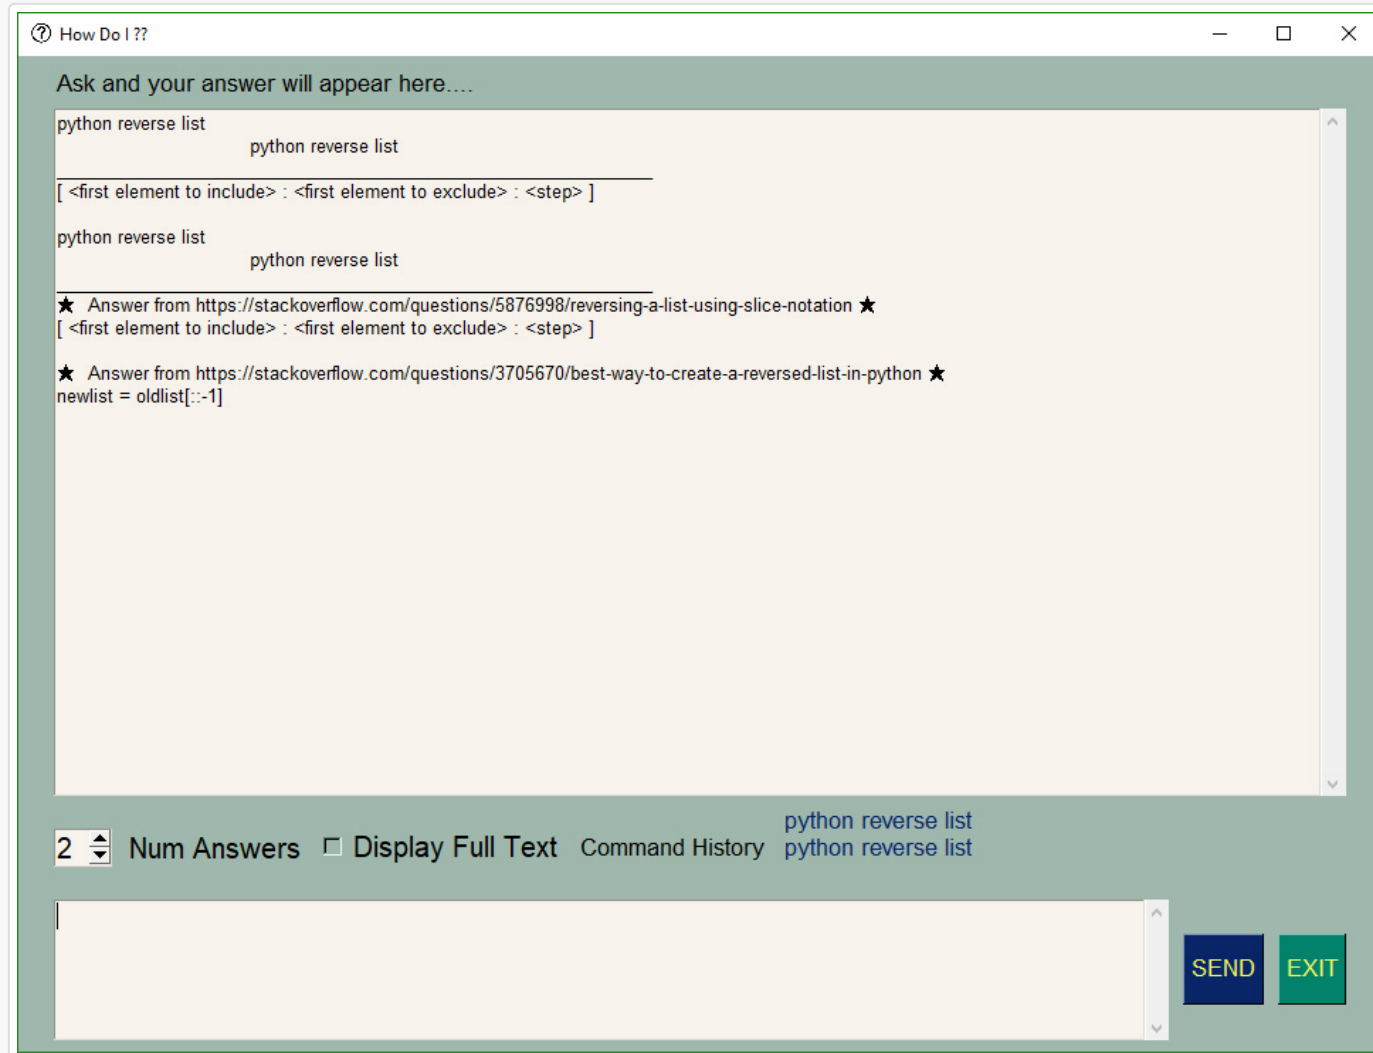 How Do I ??
Ask and your answer will appear here....
python reverse list
python reverse list
[ <first element to include> : <first element to exclude> : <step> ]
python reverse list
python reverse list
★ Answer from https://stackoverflow.com/questions/5876998/reversing-a-list-using-slice-notation ★
[ <first element to include> : <first element to exclude> : <step> ]
★ Answer from https://stackoverflow.com/questions/3705670/best-way-to-create-a-reversed-list-in-python ★
newlist = oldlist[::-1]
2 Num Answers Display Full Text Command History
python reverse list
python reverse list
SEND EXIT